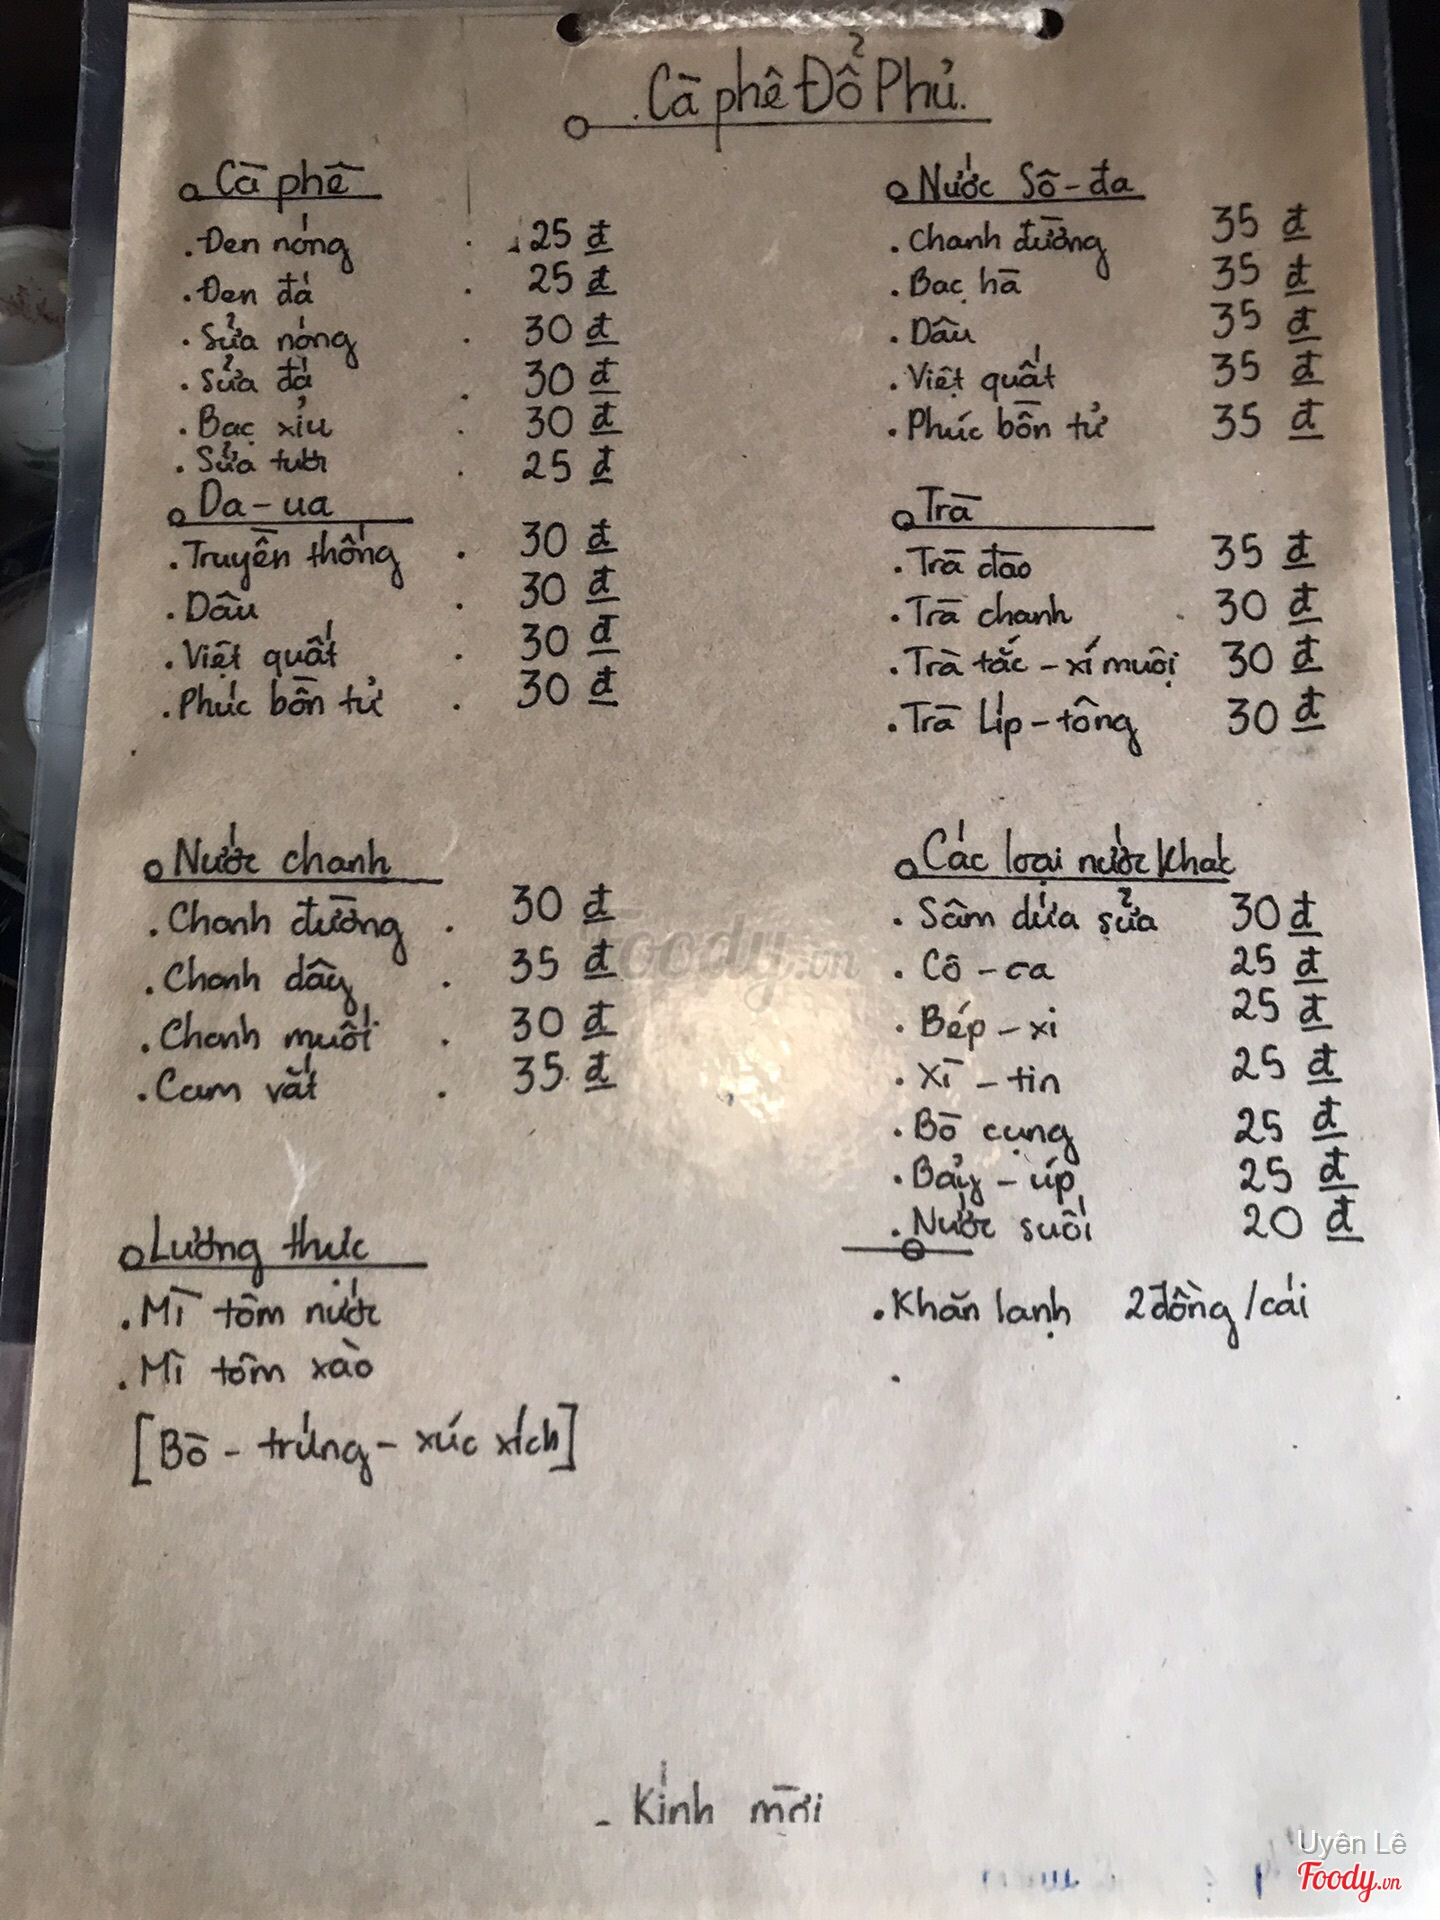 Cà phê Đổ Phủ.
Cà phê
Đen nóng 25 đ
Đen đá 25 đ
Sửa nóng 30 đ
Sửa đá 30 đ
Bạc xỉu 30 đ
Sửa tươi 25 đ
Da-ua
Truyền thống 30 đ
Dâu 30 đ
Việt quất 30 đ
Phúc bồn tử 30 đ
Nước chanh
Chanh đường 30 đ
Chanh dây 35 đ
Chanh muối 30 đ
Cam vắt 35 đ
Lương thực
Mì tôm nước
Mì tôm xào
[Bò - trứng - xúc xích]
Nước Sô-đa
Chanh đường 35 đ
Bạc hà 35 đ
Dâu 35 đ
Việt quất 35 đ
Phúc bồn tử 35 đ
Trà
Trà đào 35 đ
Trà chanh 30 đ
Trà tắc - xí muội 30 đ
Trà Líp-tông 30 đ
Các loại nước khác
Sâm dứa sửa 30 đ
Cô-ca 25 đ
Bép-xi 25 đ
Xì-tin 25 đ
Bò cụng 25 đ
Bảy-úp 25 đ
Nước suối 20 đ
Khăn lạnh 2 đồng/cái
- Kính mời
Foody.vn
Uyên Lê
Foody.vn